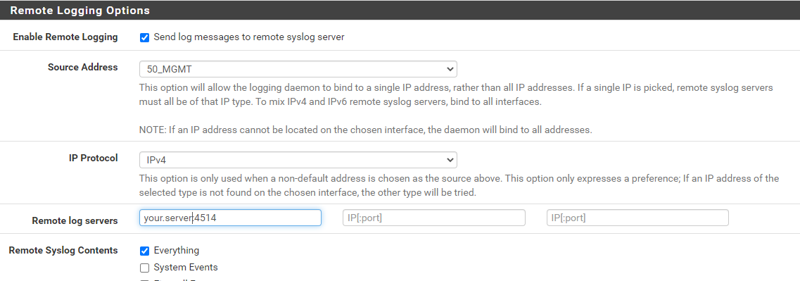 Remote Logging Options
Enable Remote Logging
Send log messages to remote syslog server
Source Address
50_MGMT
This option will allow the logging daemon to bind to a single IP address, rather than all IP addresses. If a single IP is picked, remote syslog servers
must all be of that IP type. To mix IPv4 and IPv6 remote syslog servers, bind to all interfaces.
NOTE: If an IP address cannot be located on the chosen interface, the daemon will bind to all addresses.
IP Protocol
IPv4
This option is only used when a non-default address is chosen as the source above. This option only expresses a preference; If an IP address of the
selected type is not found on the chosen interface, the other type will be tried.
Remote log servers
your.server:4514
IP[:port]
IP[:port]
Remote Syslog Contents
Everything
System Events